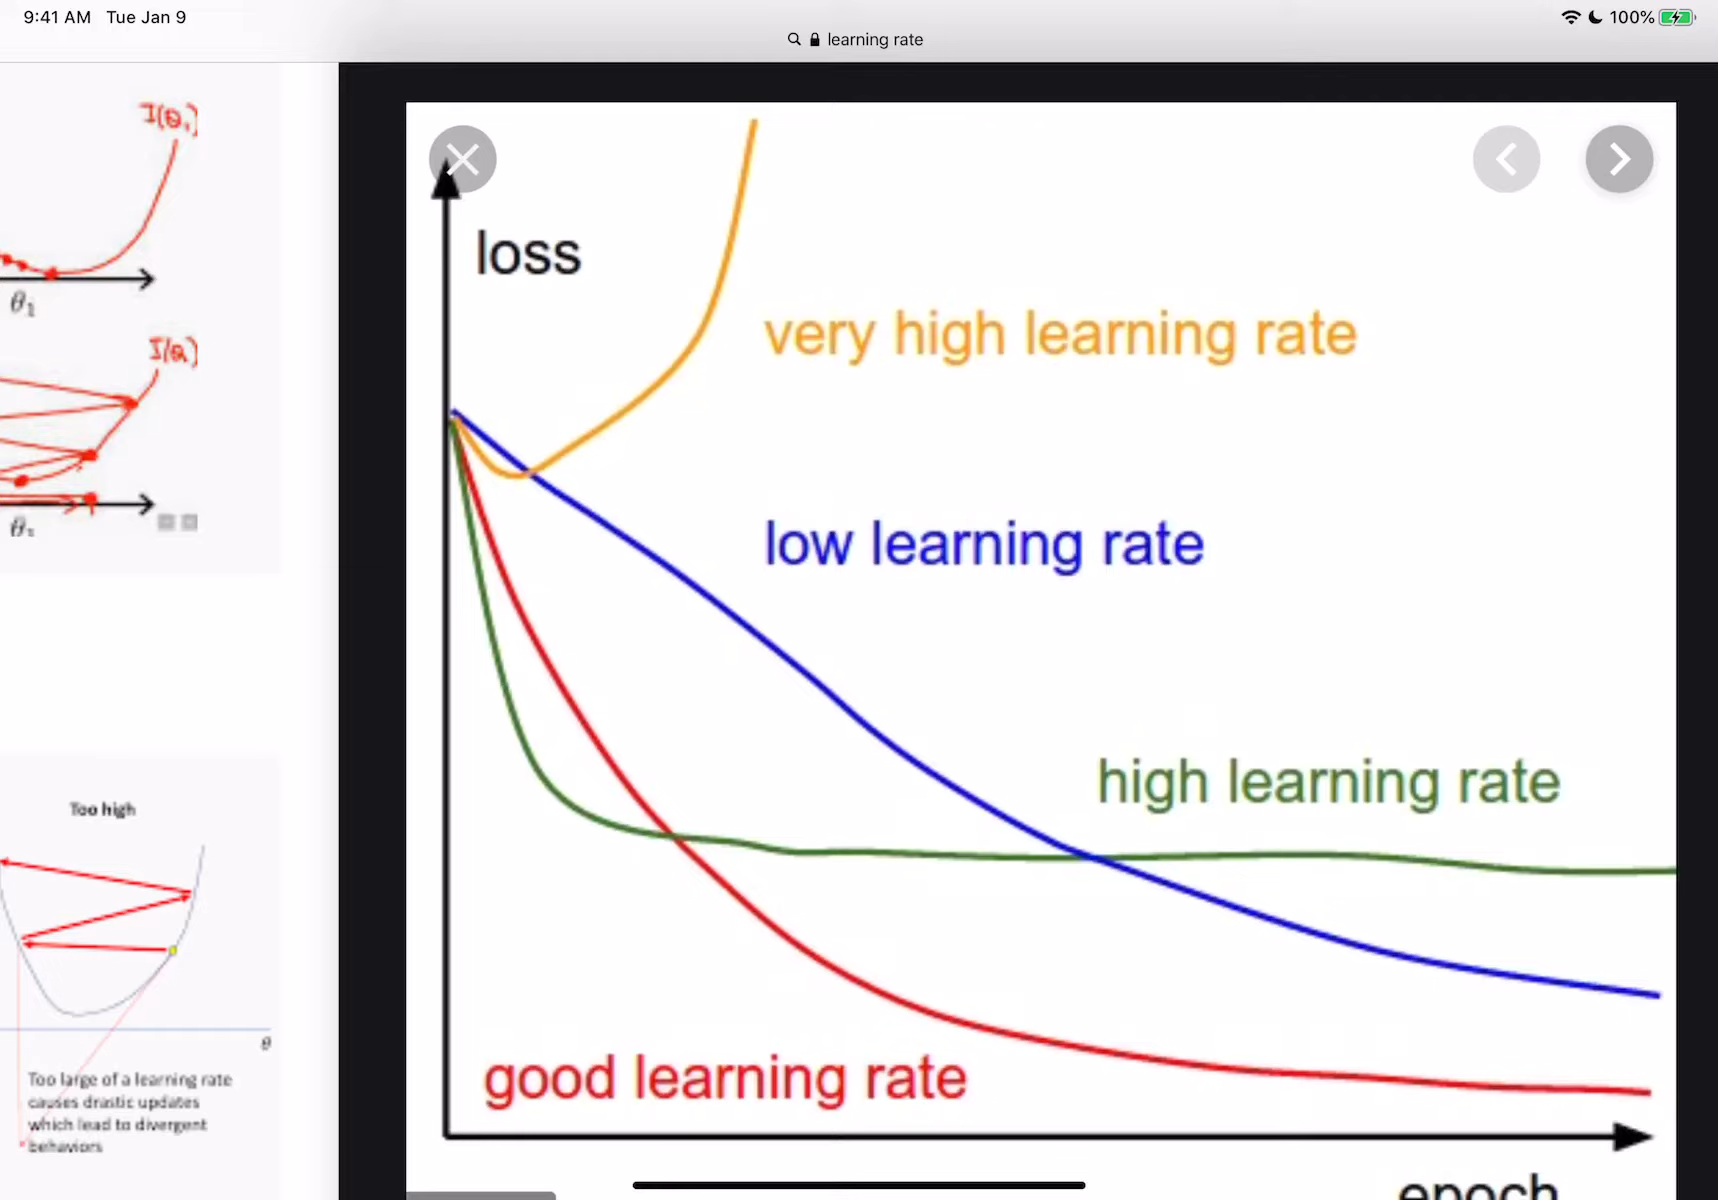 9:41 AM Tue Jan 9
100%
learning rate
J(θ₁)
θ₁
θ₁
Too high
θ
Too large of a learning rate
causes drastic updates
which lead to divergent
behaviors
loss
very high learning rate
low learning rate
high learning rate
good learning rate
epoch